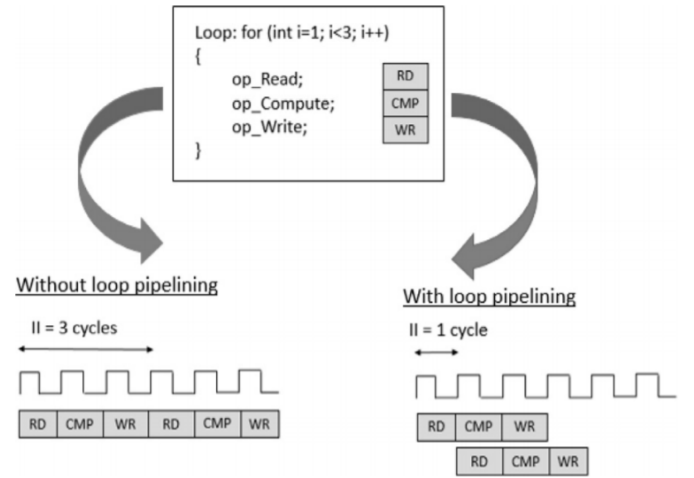 Loop: for (int i=1; i<3; i++)
{
op_Read;
RD
op_Compute;
CMP
op_Write;
WR
}
Without loop pipelining
II = 3 cycles
RD CMP WR RD CMP WR
With loop pipelining
II = 1 cycle
RD CMP WR
RD CMP WR